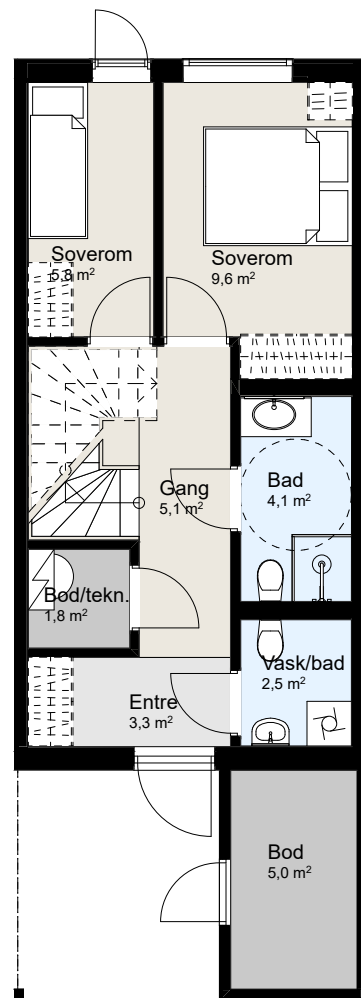 Soverom
5,8 m²
Soverom
9,6 m²
Gang
5,1 m²
Bad
4,1 m²
Bod/tekn.
1,8 m²
Vask/bad
2,5 m²
Entre
3,3 m²
Bod
5,0 m²